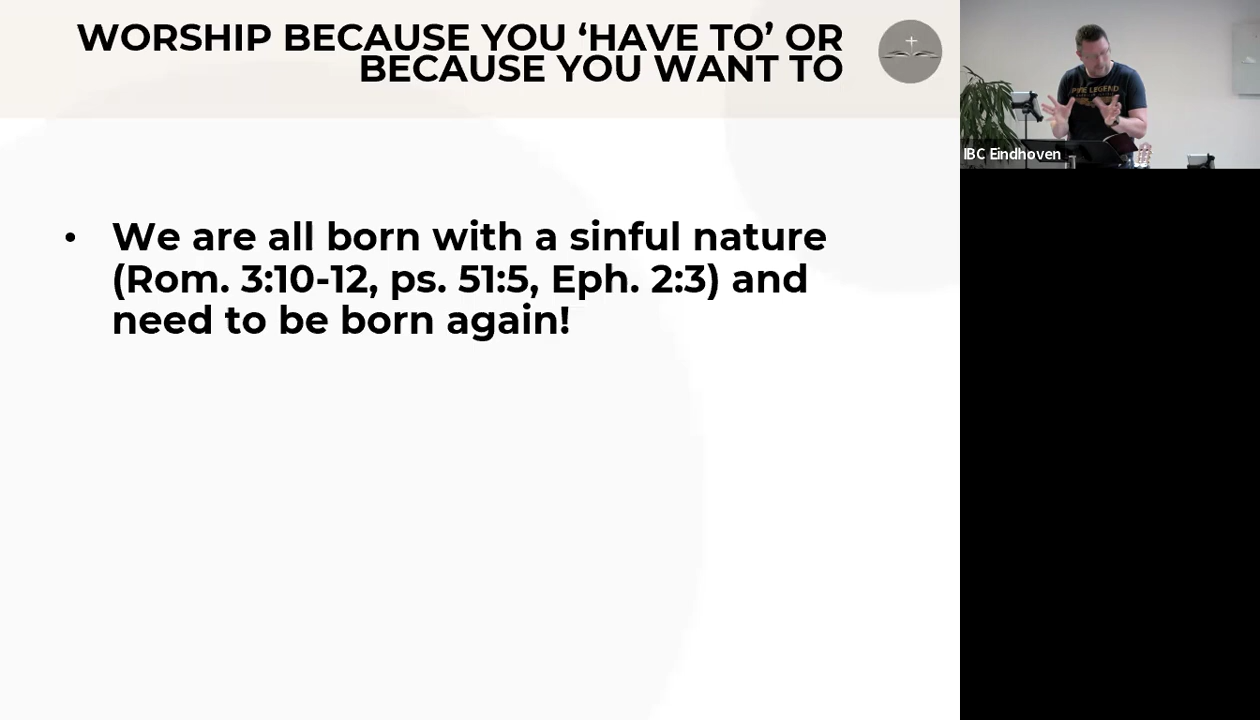 WORSHIP BECAUSE YOU ‘HAVE TO’ OR
BECAUSE YOU WANT TO
• We are all born with a sinful nature
(Rom. 3:10-12, ps. 51:5, Eph. 2:3) and
need to be born again!
LEGEND
IBC Eindhoven